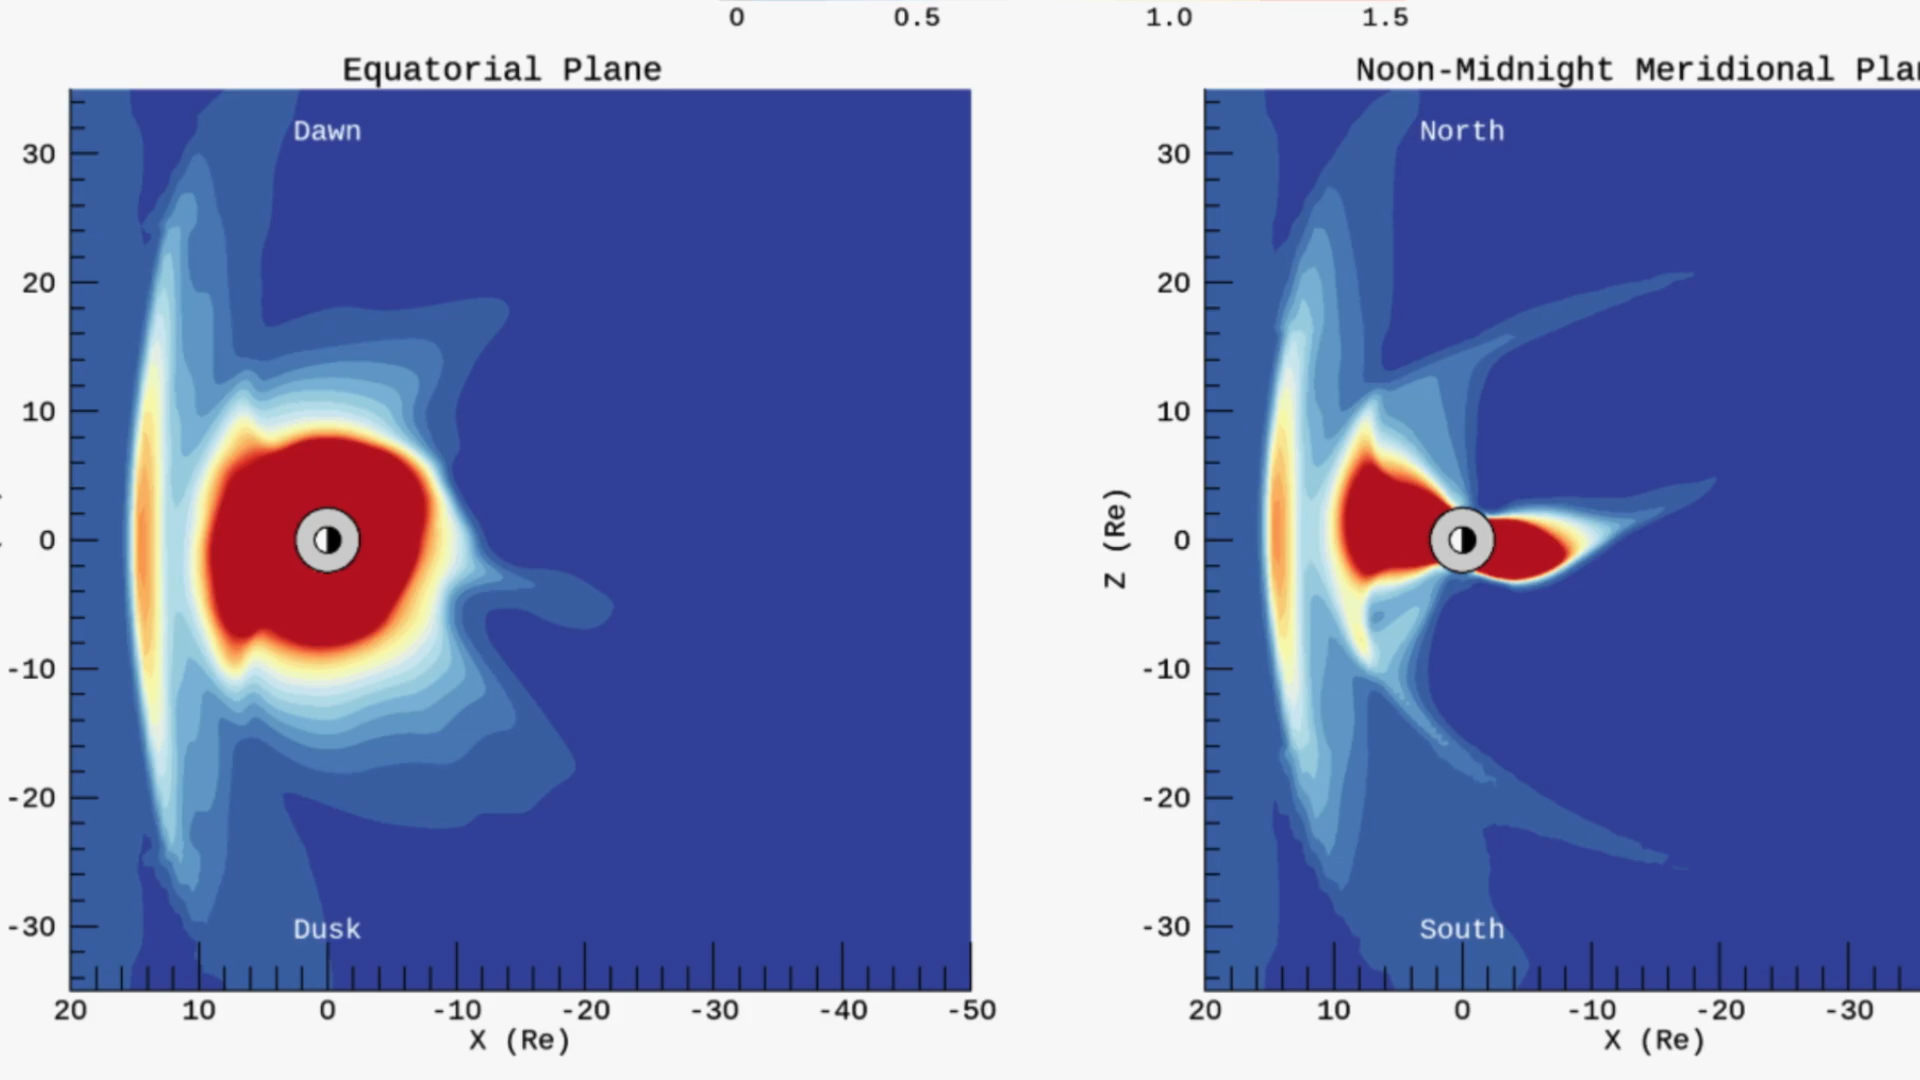 0 0.5 1.0 1.5
Equatorial Plane
Noon-Midnight Meridional Plan
Dawn
North
30
20
10
0
-10
-20
-30
30
20
10
0
-10
-20
-30
Z (Re)
Dusk
South
20 10 0 -10 -20 -30 -40 -50
20 10 0 -10 -20 -30
X (Re)
X (Re)